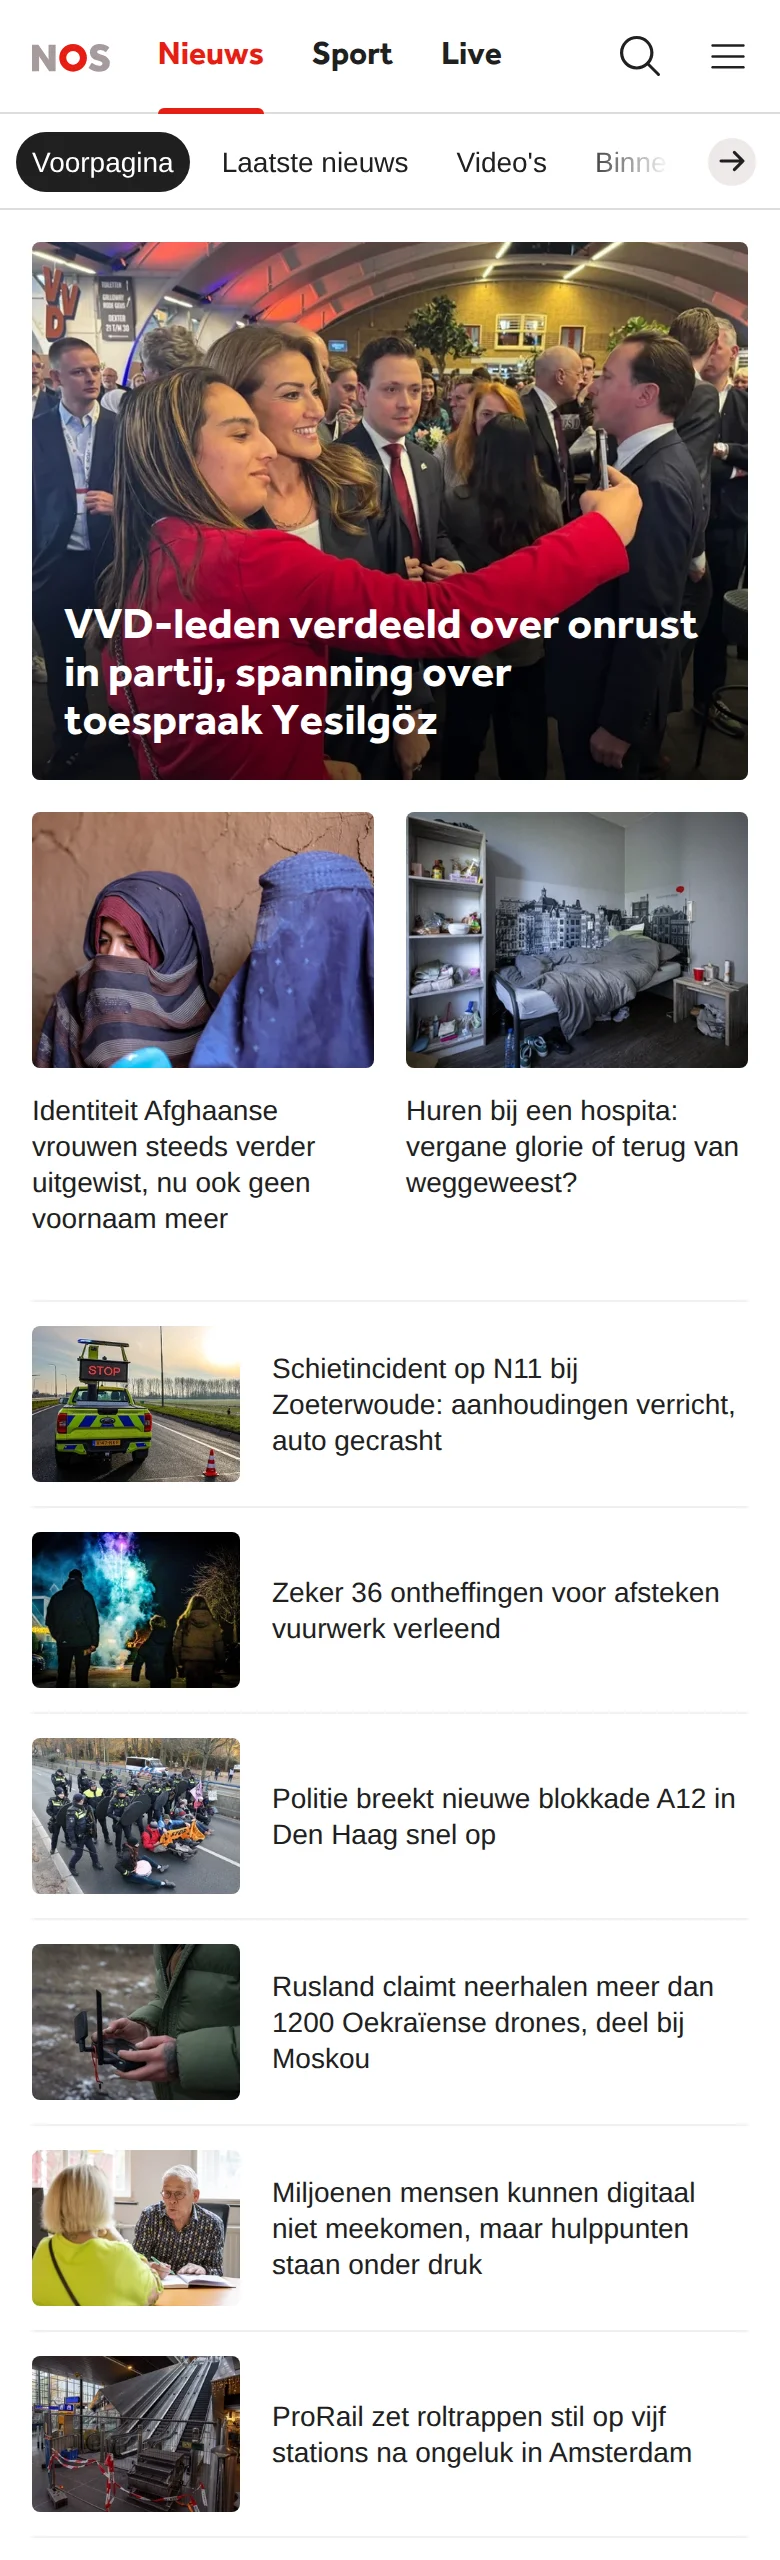 NOS
Nieuws
Sport
Live
Voorpagina
Laatste nieuws
Video's
Binne
VVD
VVD-leden verdeeld over onrust
in partij, spanning over
toespraak Yesilgöz
Identiteit Afghaanse
vrouwen steeds verder
uitgewist, nu ook geen
voornaam meer
Huren bij een hospita:
vergane glorie of terug van
weggeweest?
STOP
Schietincident op N11 bij
Zoeterwoude: aanhoudingen verricht,
auto gecrasht
Zeker 36 ontheffingen voor afsteken
vuurwerk verleend
Politie breekt nieuwe blokkade A12 in
Den Haag snel op
Rusland claimt neerhalen meer dan
1200 Oekraïense drones, deel bij
Moskou
Miljoenen mensen kunnen digitaal
niet meekomen, maar hulppunten
staan onder druk
ProRail zet roltrappen stil op vijf
stations na ongeluk in Amsterdam